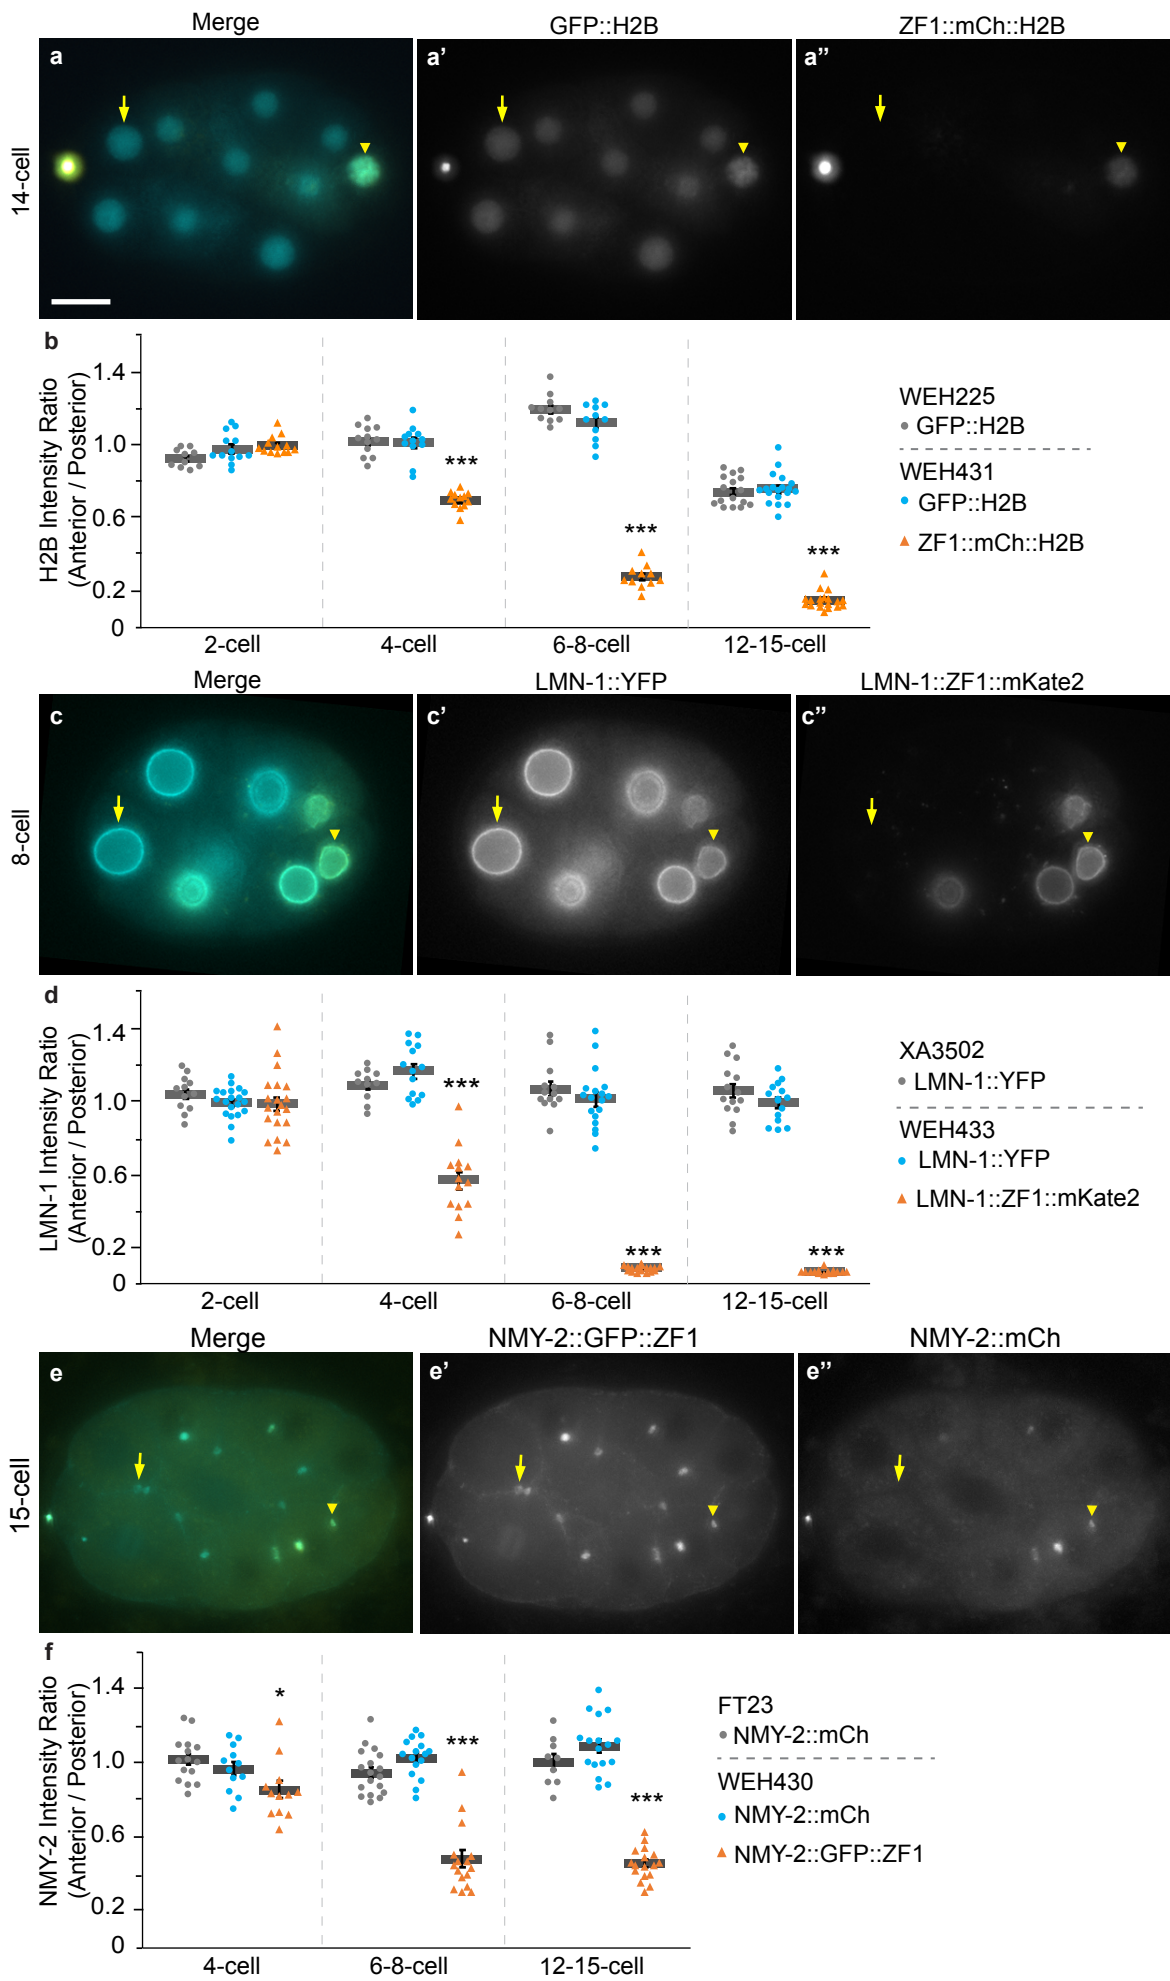 Merge GFP::H2B ZF1::mCh::H2B
a a' a''
14-cell
b
H2B Intensity Ratio
(Anterior / Posterior)
1.4
1.0
0.6
0.2
0
***
***
***
2-cell 4-cell 6-8-cell 12-15-cell
WEH225
GFP::H2B
WEH431
GFP::H2B
ZF1::mCh::H2B
Merge LMN-1::YFP LMN-1::ZF1::mKate2
c c' c''
8-cell
d
LMN-1 Intensity Ratio
(Anterior / Posterior)
1.4
1.0
0.6
0.2
0
***
***
***
2-cell 4-cell 6-8-cell 12-15-cell
XA3502
LMN-1::YFP
WEH433
LMN-1::YFP
LMN-1::ZF1::mKate2
Merge NMY-2::GFP::ZF1 NMY-2::mCh
e e' e''
15-cell
f
NMY-2 Intensity Ratio
(Anterior / Posterior)
1.4
1.0
0.6
0.2
0
*
***
***
4-cell 6-8-cell 12-15-cell
FT23
NMY-2::mCh
WEH430
NMY-2::mCh
NMY-2::GFP::ZF1